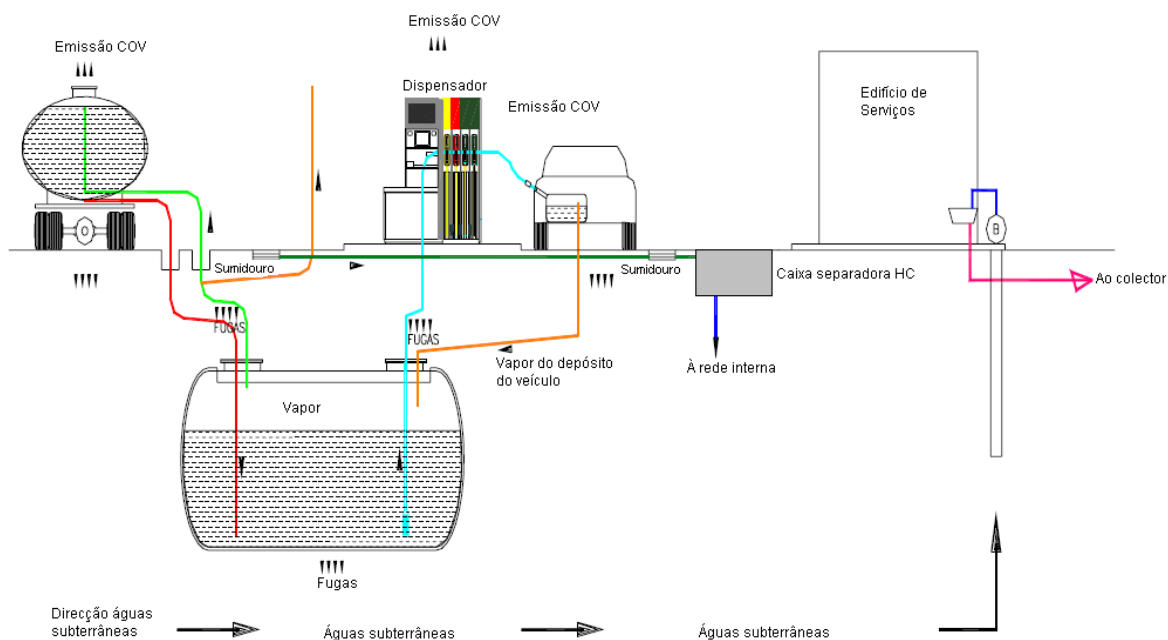 Emissão COV
Emissão COV
Dispensador
Emissão COV
Edifício de
Serviços
O
B
Sumidouro
Sumidouro
Caixa separadora HC
Ao colector
FUGAS
FUGAS
Vapor do depósito
do veículo
À rede interna
Vapor
Fugas
Direcção águas
subterrâneas
Águas subterrâneas
Águas subterrâneas